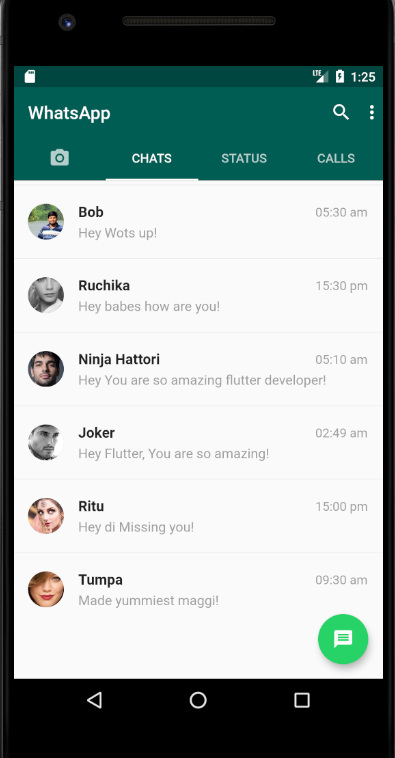 LTE 1:25
WhatsApp
CHATS STATUS CALLS
Bob 05:30 am
Hey Wots up!
Ruchika 15:30 pm
Hey babes how are you!
Ninja Hattori 05:10 am
Hey You are so amazing flutter developer!
Joker 02:49 am
Hey Flutter, You are so amazing!
Ritu 15:00 pm
Hey di Missing you!
Tumpa 09:30 am
Made yummiest maggi!